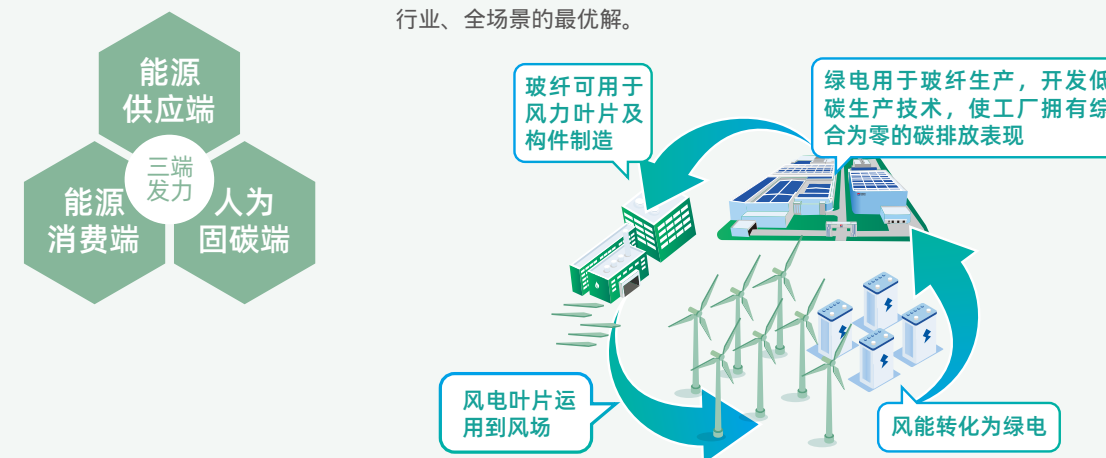 行业、全场景的最优解。
能源
供应端
三端
发力
能源
消费端
人为
固碳端
玻纤可用于
风力叶片及
构件制造
绿电用于玻纤生产，开发低
碳生产技术，使工厂拥有综
合为零的碳排放表现
风电叶片运
用到风场
风能转化为绿电